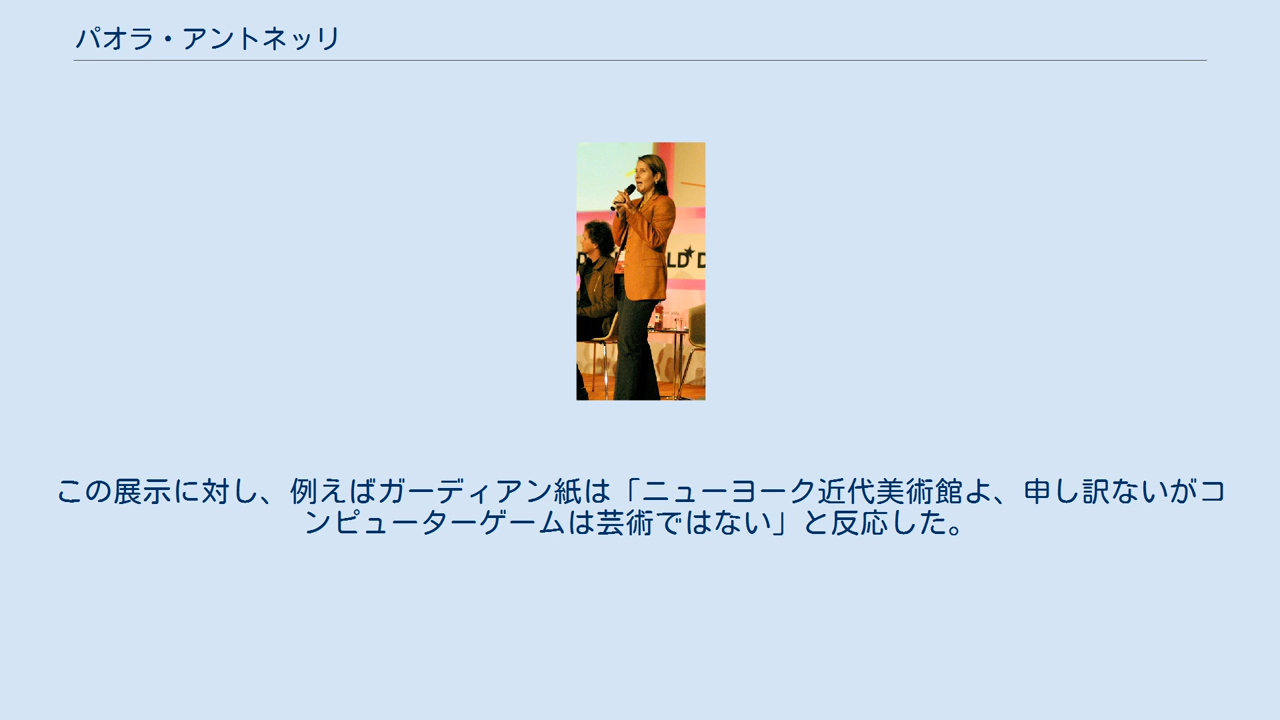 パオラ・アントネッリ
LD★D
この展示に対し、例えばガーディアン紙は「ニューヨーク近代美術館よ、申し訳ないがコ
ンピューターゲームは芸術ではない」と反応した。